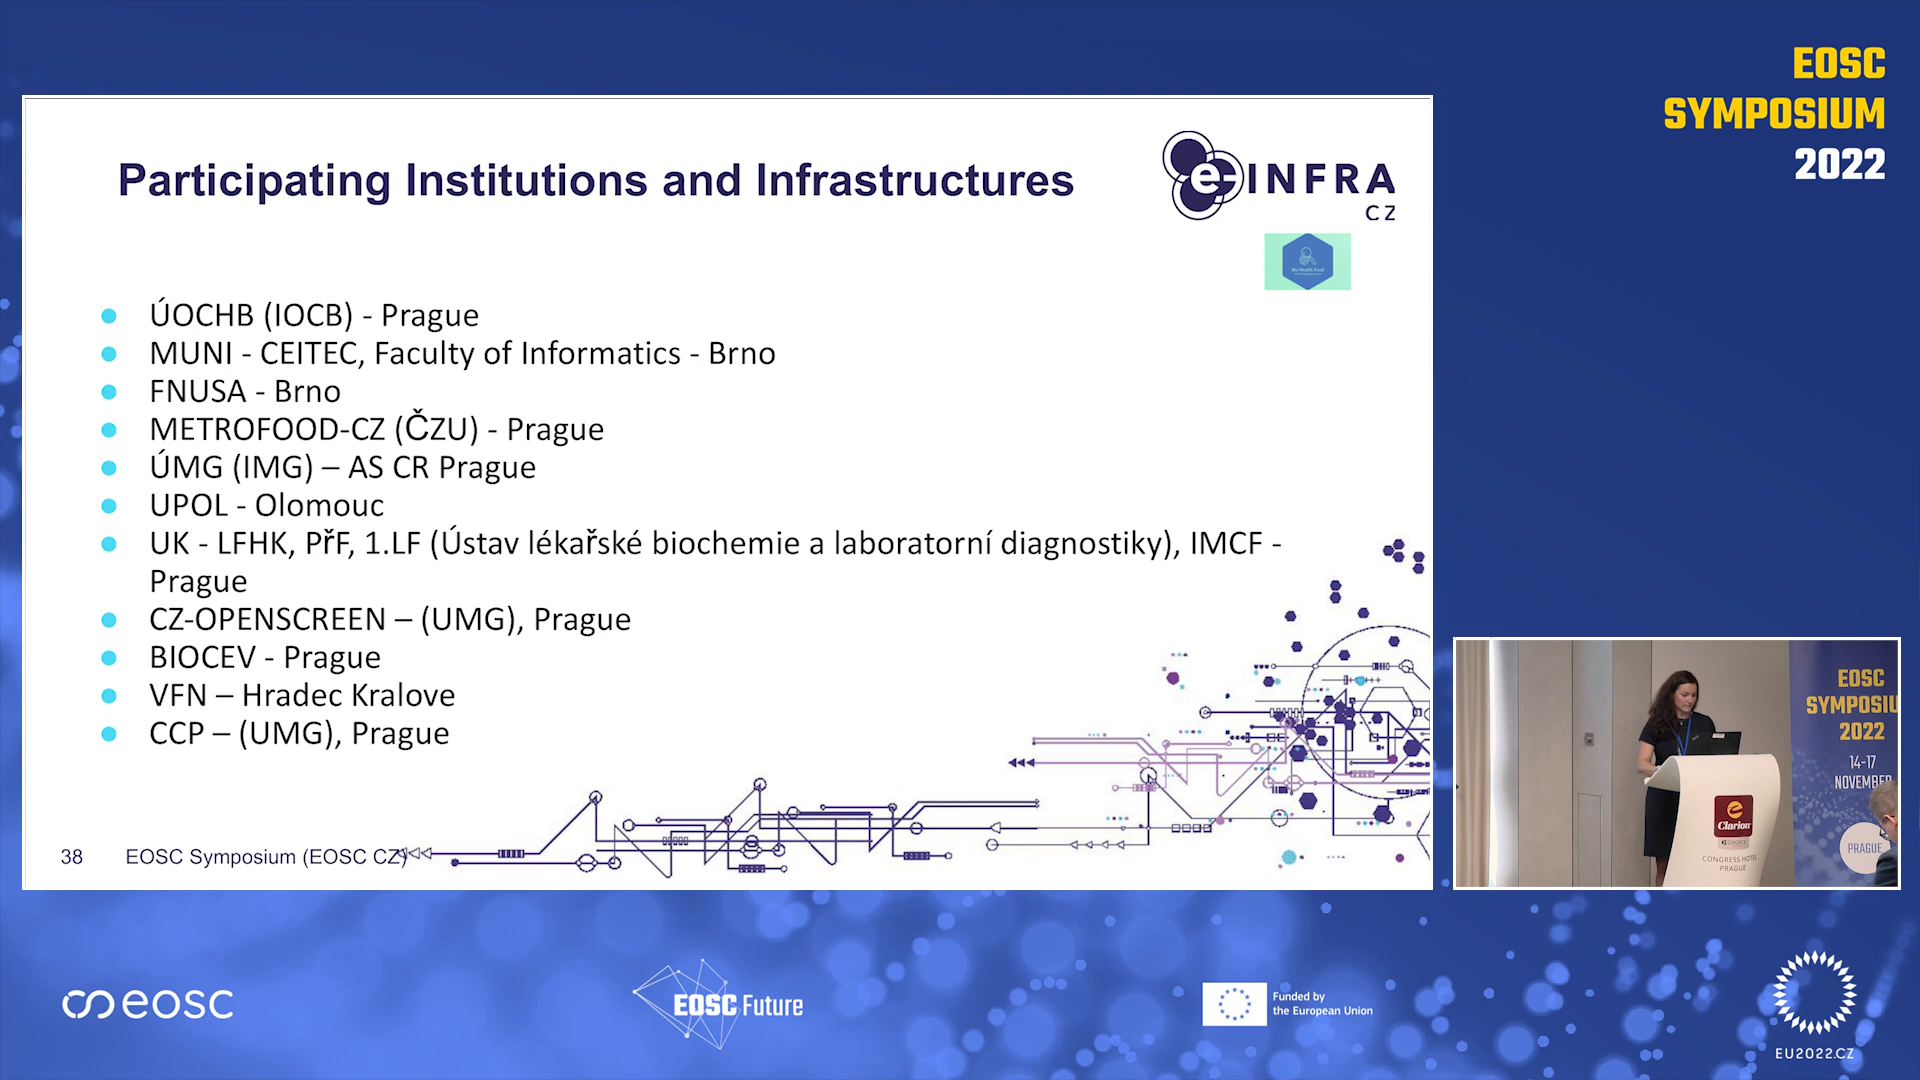 EOSC
SYMPOSIUM
2022
Participating Institutions and Infrastructures
e-INFRA
CZ
Bio Health Food
● ÚOCHB (IOCB) - Prague
● MUNI - CEITEC, Faculty of Informatics - Brno
● FNUSA - Brno
● METROFOOD-CZ (ČZU) - Prague
● ÚMG (IMG) – AS CR Prague
● UPOL - Olomouc
● UK - LFHK, PřF, 1.LF (Ústav lékařské biochemie a laboratorní diagnostiky), IMCF -
Prague
● CZ-OPENSCREEN – (UMG), Prague
● BIOCEV - Prague
● VFN – Hradec Kralove
● CCP – (UMG), Prague
38 EOSC Symposium (EOSC CZ)
EOSC
SYMPOSIU
2022
14-17
NOVEMBER
PRAGUE
Clarion
CONGRESS HOTEL
PRAGUE
eosc
EOSC Future
Funded by
the European Union
EU2022.CZ